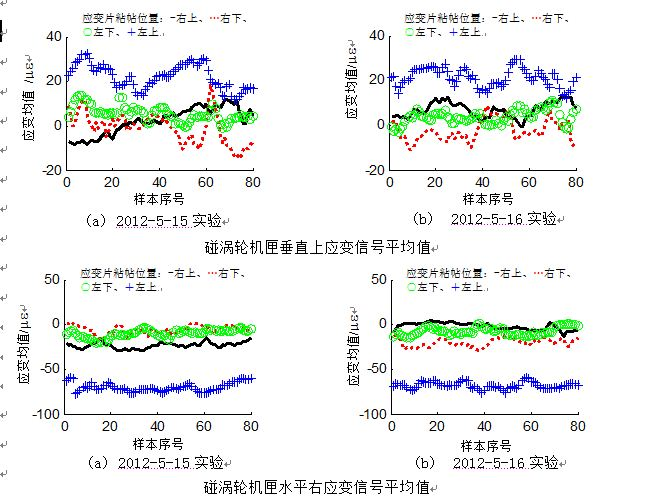 应变片粘帖位置：-右上、┅右下、
○左下、+左上。
40
20
0
-20
应变均值 /με
0 20 40 60 80
样本序号
(a) 2012-5-15 实验
应变片粘帖位置：-右上、┅右下、
○左下、+左上。
40
20
0
-20
应变均值/με
0 20 40 60 80
样本序号
(b) 2012-5-16 实验
碰涡轮机匣垂直上应变信号平均值
应变片粘帖位置：-右上、┅右下、
○左下、+左上。
50
0
-50
-100
应变均值/με
0 20 40 60 80
样本序号
(a) 2012-5-15 实验
应变片粘帖位置：-右上、┅右下、
○左下、+左上。
50
0
-50
-100
应变均值/με
0 20 40 60 80
样本序号
(b) 2012-5-16 实验
碰涡轮机匣水平右应变信号平均值